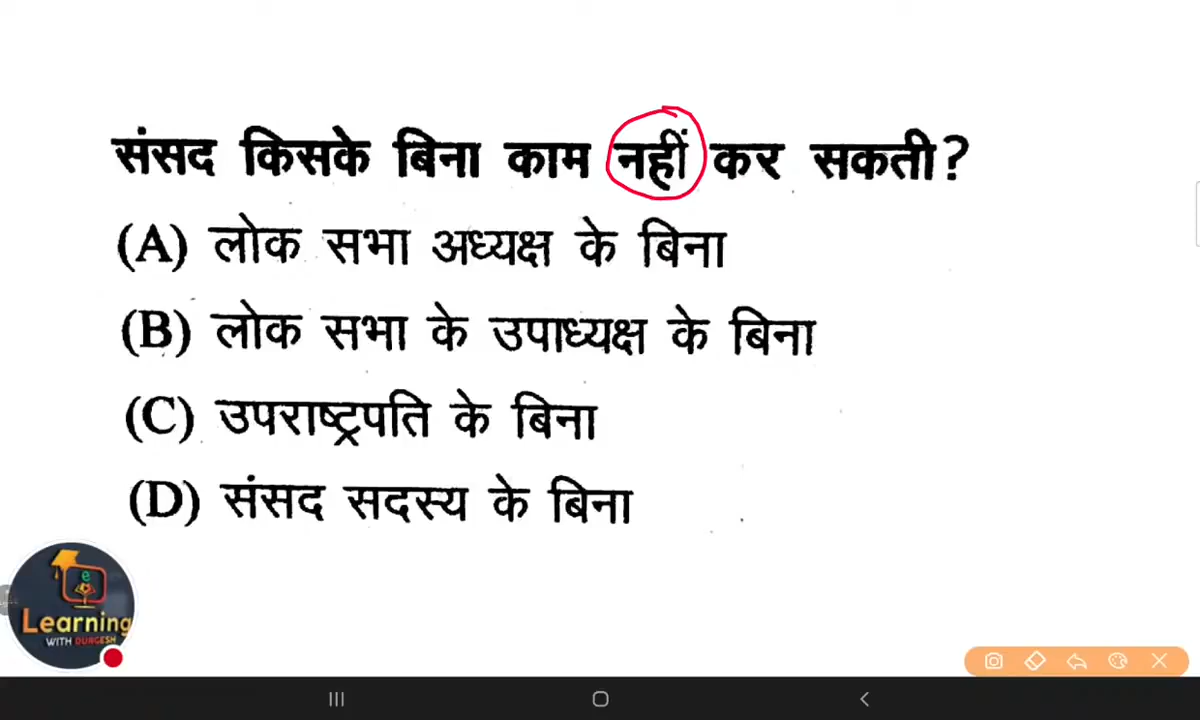 संसद किसके बिना काम नहीं कर सकती?
(A) लोक सभा अध्यक्ष के बिना
(B) लोक सभा के उपाध्यक्ष के बिना
(C) उपराष्ट्रपति के बिना
(D) संसद सदस्य के बिना
e
Learning
WITH DURGESH